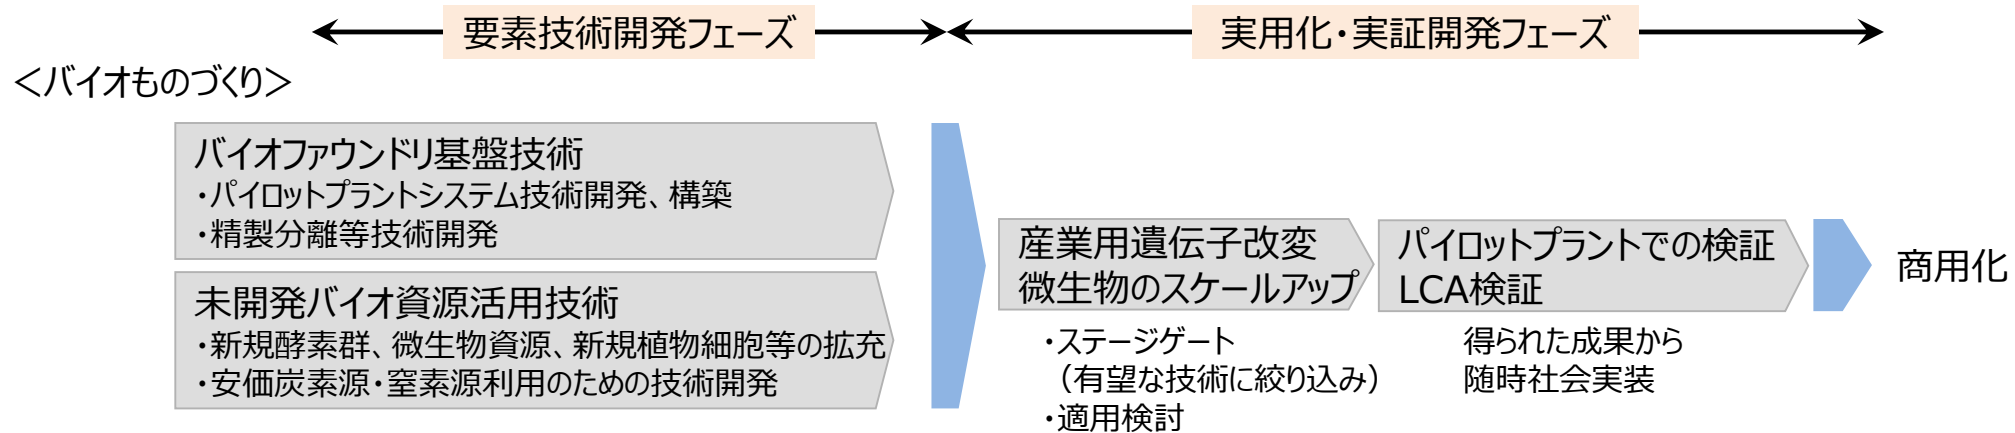 要素技術開発フェーズ
実用化・実証開発フェーズ
＜バイオものづくり＞
バイオファウンドリ基盤技術
・パイロットプラントシステム技術開発、構築
・精製分離等技術開発
未開発バイオ資源活用技術
・新規酵素群、微生物資源、新規植物細胞等の拡充
・安価炭素源・窒素源利用のための技術開発
産業用遺伝子改変
微生物のスケールアップ
・ステージゲート
（有望な技術に絞り込み）
・適用検討
パイロットプラントでの検証
LCA検証
得られた成果から
随時社会実装
商用化